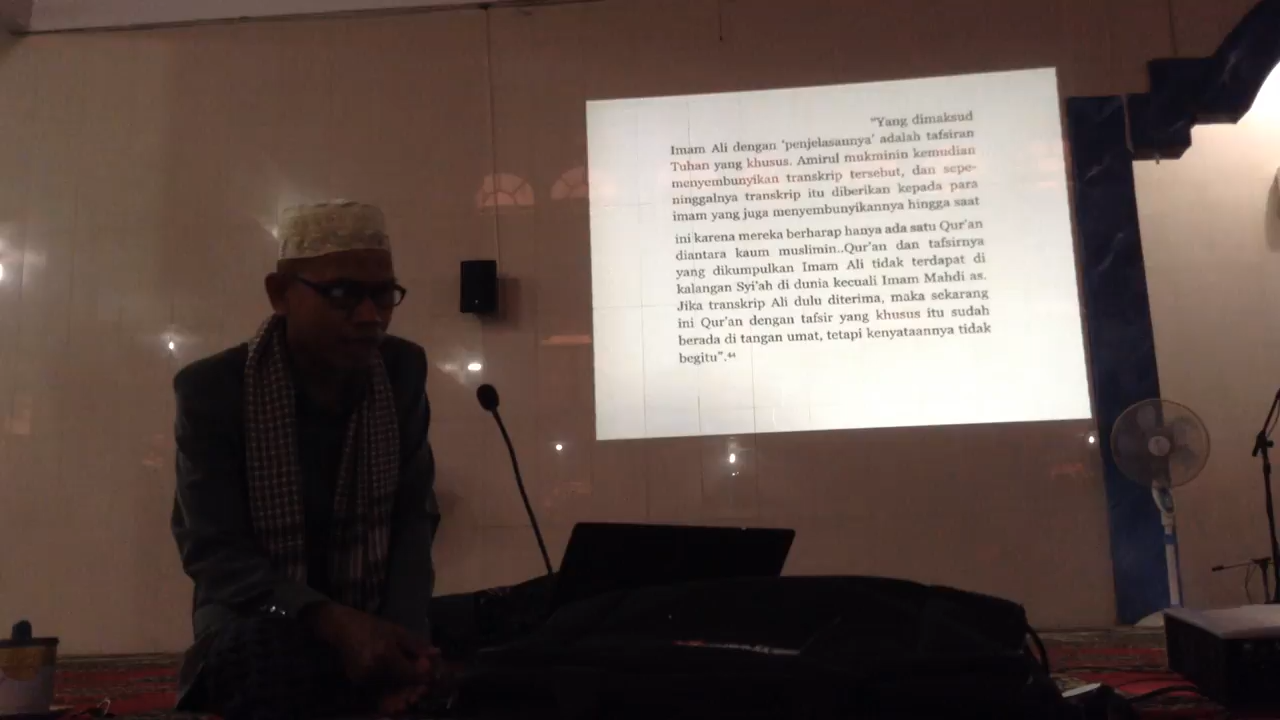 “Yang dimaksud
Imam Ali dengan ‘penjelasaunya’ adalah tafsiran
Tuhan yang khusus. Amirul mukminin kemudian
menyembunyikan transkrip tersebut, dan sepe-
ninggalnya transkrip itu diberikan kepada para
imam yang juga menyembunyikannya hingga saat
ini karena mereka berharap hanya ada satu Qur’an
diantara kaum muslimin..Qur’an dan tafsirnya
yang dikumpulkan Imam Ali tidak terdapat di
kalangan Syi’ah di dunia kecuali Imam Mahdi as.
Jika transkrip Ali dulu diterima, maka sekarang
ini Qur’an dengan tafsir yang khusus itu sudah
berada di tangan umat, tetapi kenyataannya tidak
begitu”.⁴⁴